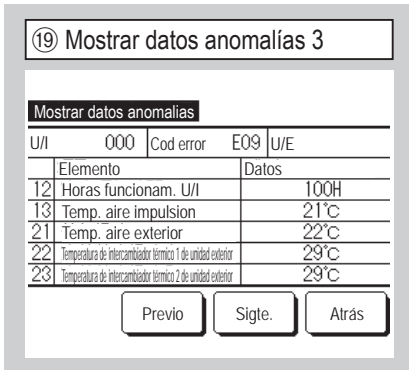 ⑲ Mostrar datos anomalías 3
Mostrar datos anomalias
U/I 000 Cod error E09 U/E
Elemento Datos
12 Horas funcionam. U/I 100H
13 Temp. aire impulsion 21°C
21 Temp. aire exterior 22°C
22 Temperatura de intercambiador térmico 1 de unidad exterior 29°C
23 Temperatura de intercambiador térmico 2 de unidad exterior 29°C
Previo Sigte. Atrás